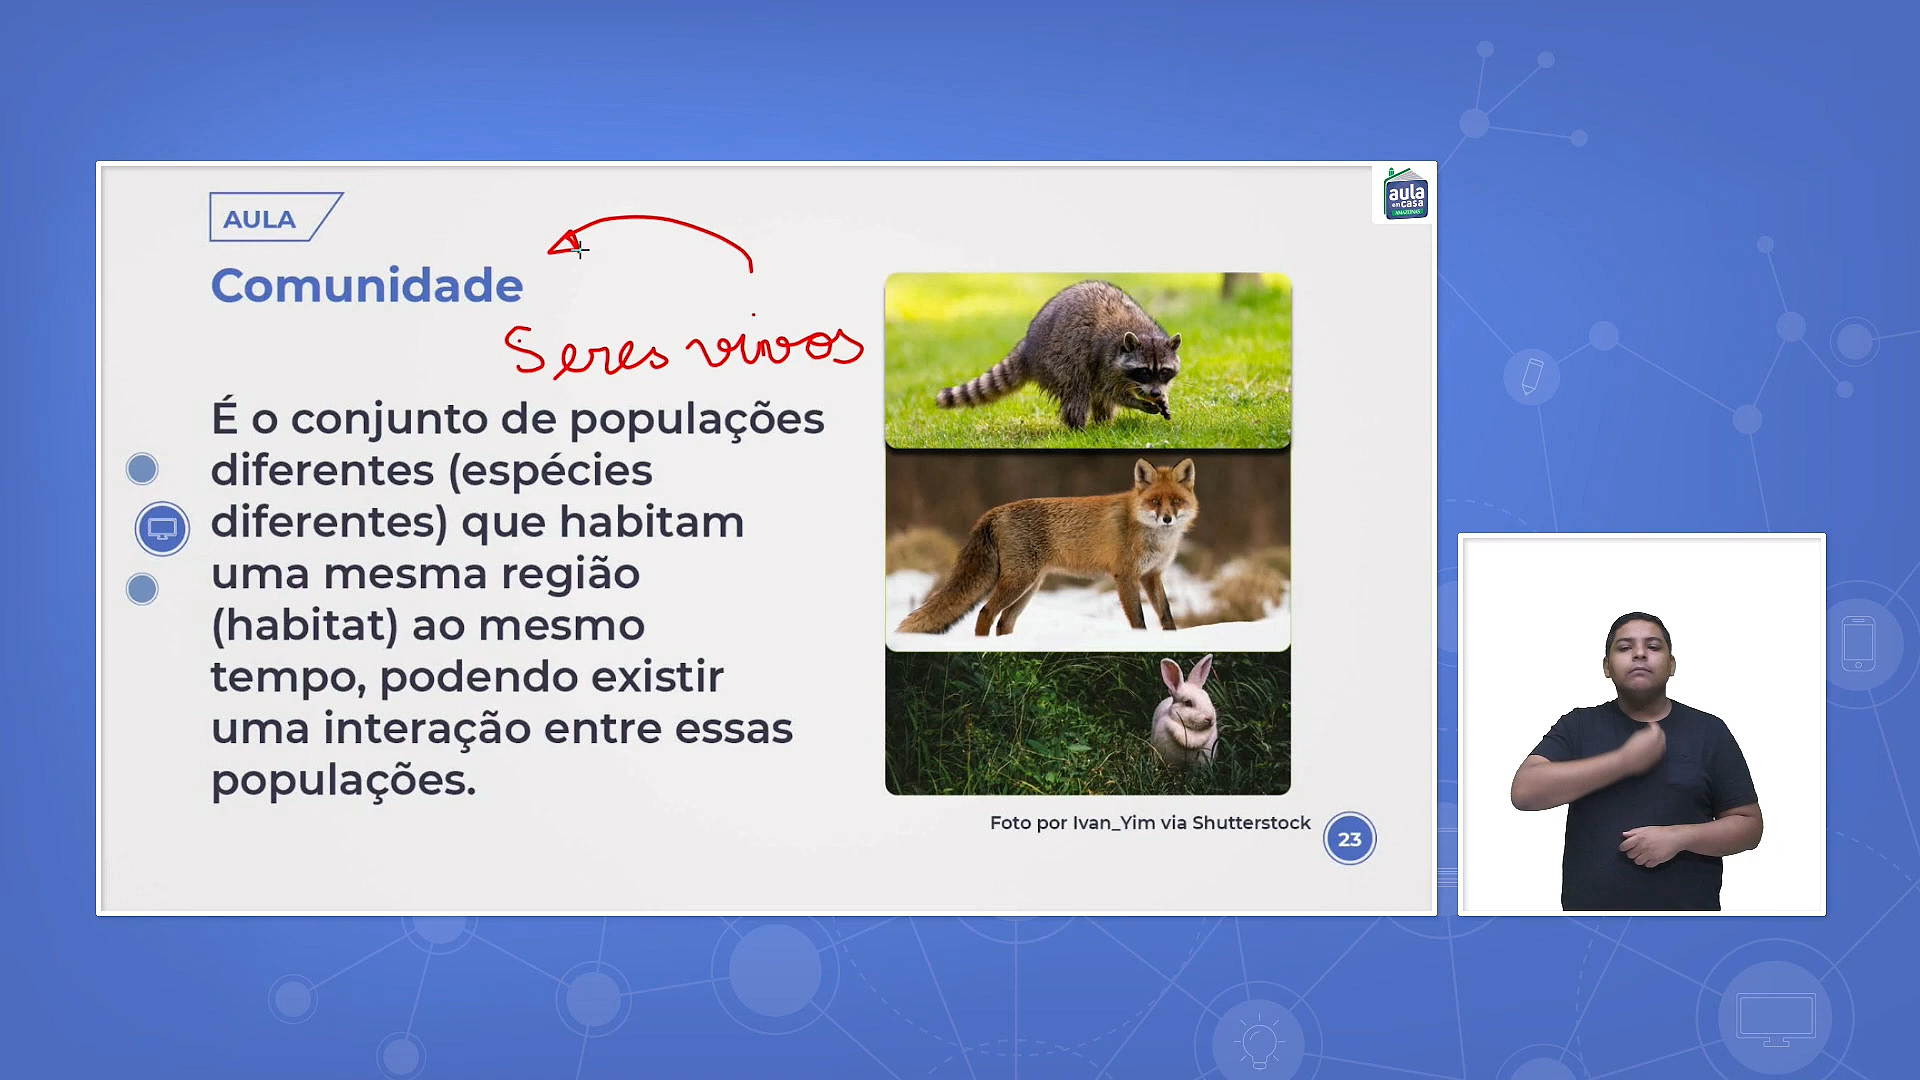 aula
em casa
AMAZONAS
AULA
Comunidade
Seres vivos
É o conjunto de populações
diferentes (espécies
diferentes) que habitam
uma mesma região
(habitat) ao mesmo
tempo, podendo existir
uma interação entre essas
populações.
Foto por Ivan_Yim via Shutterstock
23